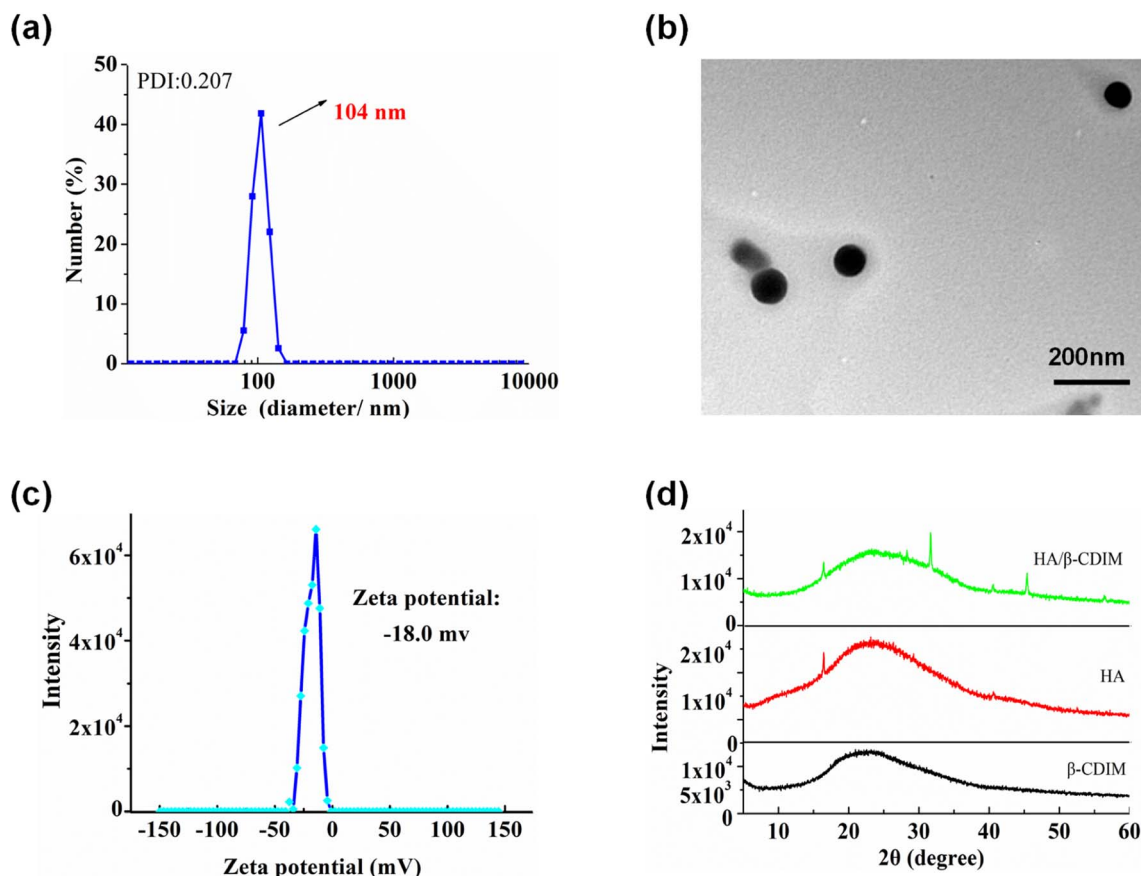 (a)
PDI:0.207
104 nm
Number (%)
50
40
30
20
10
0
100
1000
10000
Size (diameter/ nm)
(b)
200nm
(c)
Intensity
6x10⁴
4x10⁴
2x10⁴
0
Zeta potential:
-18.0 mv
-150
-100
-50
0
50
100
150
Zeta potential (mV)
(d)
Intensity
2x10⁴
1x10⁴
0
HA/β-CDIM
2x10⁴
1x10⁴
0
HA
1x10⁴
5x10³
β-CDIM
10
20
30
40
50
60
2θ (degree)